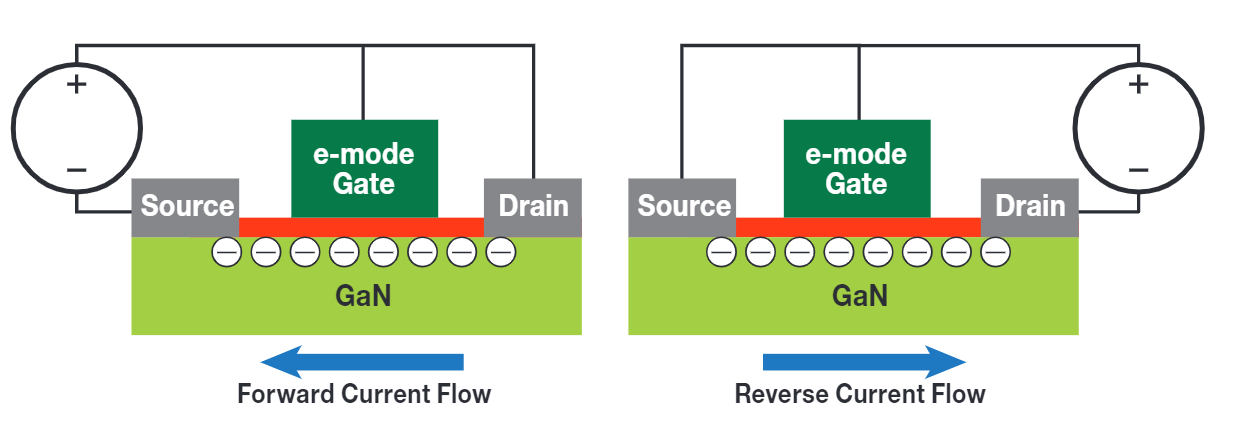 +
e-mode
Gate
−
Source
Drain
GaN
Forward Current Flow
+
e-mode
Gate
−
Source
Drain
GaN
Reverse Current Flow